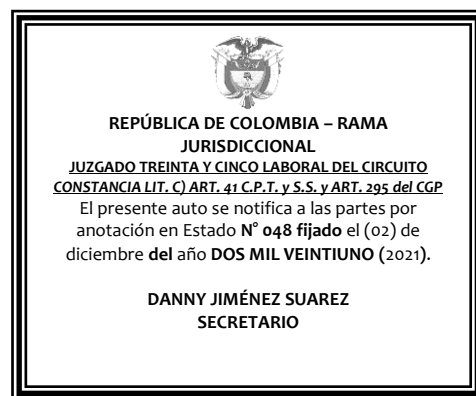 REPÚBLICA DE COLOMBIA – RAMA
JURISDICCIONAL
JUZGADO TREINTA Y CINCO LABORAL DEL CIRCUITO
CONSTANCIA LIT. C) ART. 41 C.P.T. y S.S. y ART. 295 del CGP
El presente auto se notifica a las partes por
anotación en Estado N° 048 fijado el (02) de
diciembre del año DOS MIL VEINTIUNO (2021).
DANNY JIMÉNEZ SUAREZ
SECRETARIO